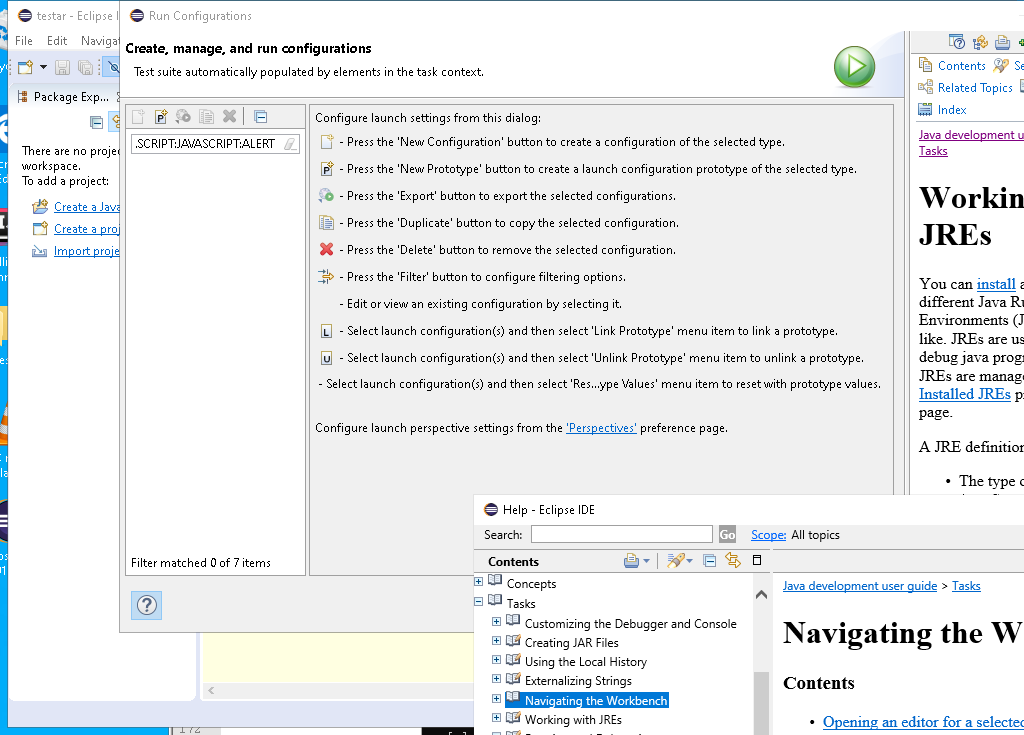 testar - Eclipse I
File Edit Navigat
Package Exp...
There are no proje
workspace.
To add a project:
Create a Java
Create a proj
Import proje
Run Configurations
Create, manage, and run configurations
Test suite automatically populated by elements in the task context.
.SCRIPT:JAVASCRIPT:ALERT
Filter matched 0 of 7 items
Configure launch settings from this dialog:
- Press the 'New Configuration' button to create a configuration of the selected type.
- Press the 'New Prototype' button to create a launch configuration prototype of the selected type.
- Press the 'Export' button to export the selected configurations.
- Press the 'Duplicate' button to copy the selected configuration.
- Press the 'Delete' button to remove the selected configuration.
- Press the 'Filter' button to configure filtering options.
- Edit or view an existing configuration by selecting it.
L - Select launch configuration(s) and then select 'Link Prototype' menu item to link a prototype.
U - Select launch configuration(s) and then select 'Unlink Prototype' menu item to unlink a prototype.
- Select launch configuration(s) and then select 'Res...ype Values' menu item to reset with prototype values.
Configure launch perspective settings from the 'Perspectives' preference page.
Contents Se
Related Topics
Index
Java development u
Tasks
Workin
JREs
You can install a
different Java Ru
Environments (J
like. JREs are us
debug java progr
JREs are manage
Installed JREs pr
page.
A JRE definition
• The type o
Help - Eclipse IDE
Search: Go Scope: All topics
Contents
Concepts
Tasks
Customizing the Debugger and Console
Creating JAR Files
Using the Local History
Externalizing Strings
Navigating the Workbench
Working with JREs
Java development user guide > Tasks
Navigating the W
Contents
• Opening an editor for a selected
172